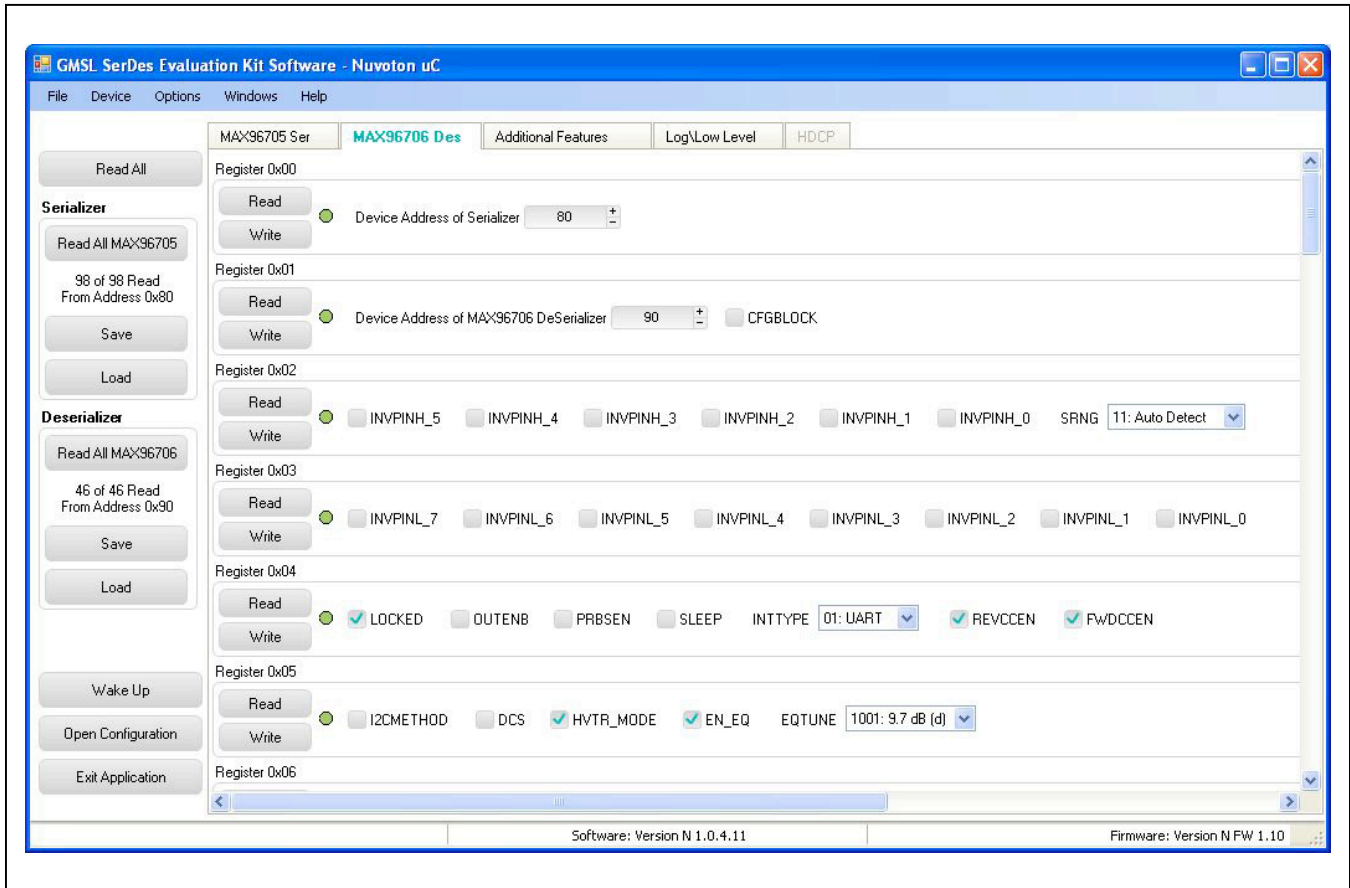 GMSL SerDes Evaluation Kit Software - Nuvoton uC
File Device Options Windows Help
MAX96705 Ser MAX96706 Des Additional Features Log\Low Level HDCP
Read All
Serializer
Read All MAX96705
98 of 98 Read
From Address 0x80
Save
Load
Deserializer
Read All MAX96706
46 of 46 Read
From Address 0x90
Save
Load
Wake Up
Open Configuration
Exit Application
Register 0x00
Read
Write
Device Address of Serializer 80 + -
Register 0x01
Read
Write
Device Address of MAX96706 DeSerializer 90 + - CFGBLOCK
Register 0x02
Read
Write
INVPINH_5 INVPINH_4 INVPINH_3 INVPINH_2 INVPINH_1 INVPINH_0 SRNG 11: Auto Detect
Register 0x03
Read
Write
INVPINL_7 INVPINL_6 INVPINL_5 INVPINL_4 INVPINL_3 INVPINL_2 INVPINL_1 INVPINL_0
Register 0x04
Read
Write
LOCKED OUTENB PRBSEN SLEEP INTTYPE 01: UART REVCCEN FWDCCEN
Register 0x05
Read
Write
I2CMETHOD DCS HVTR_MODE EN_EQ EQTUNE 1001: 9.7 dB (d)
Register 0x06
Software: Version N 1.0.4.11
Firmware: Version N FW 1.10